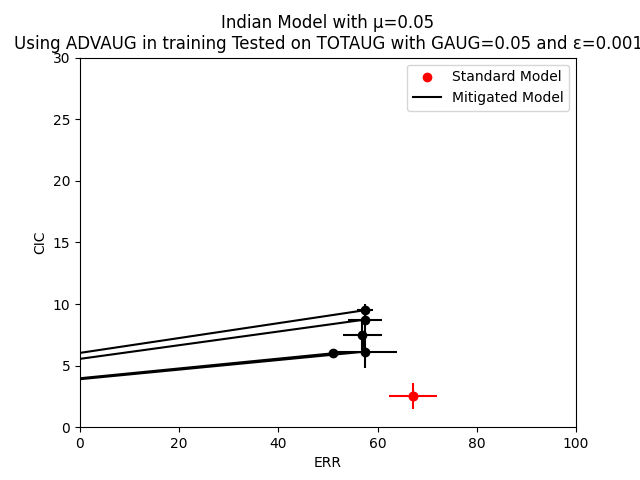 Indian Model with μ=0.05
Using ADVAUG in training Tested on TOTAUG with GAUG=0.05 and ε=0.001
30
25
20
15
10
5
0
CIC
Standard Model
Mitigated Model
0 20 40 60 80 100
ERR